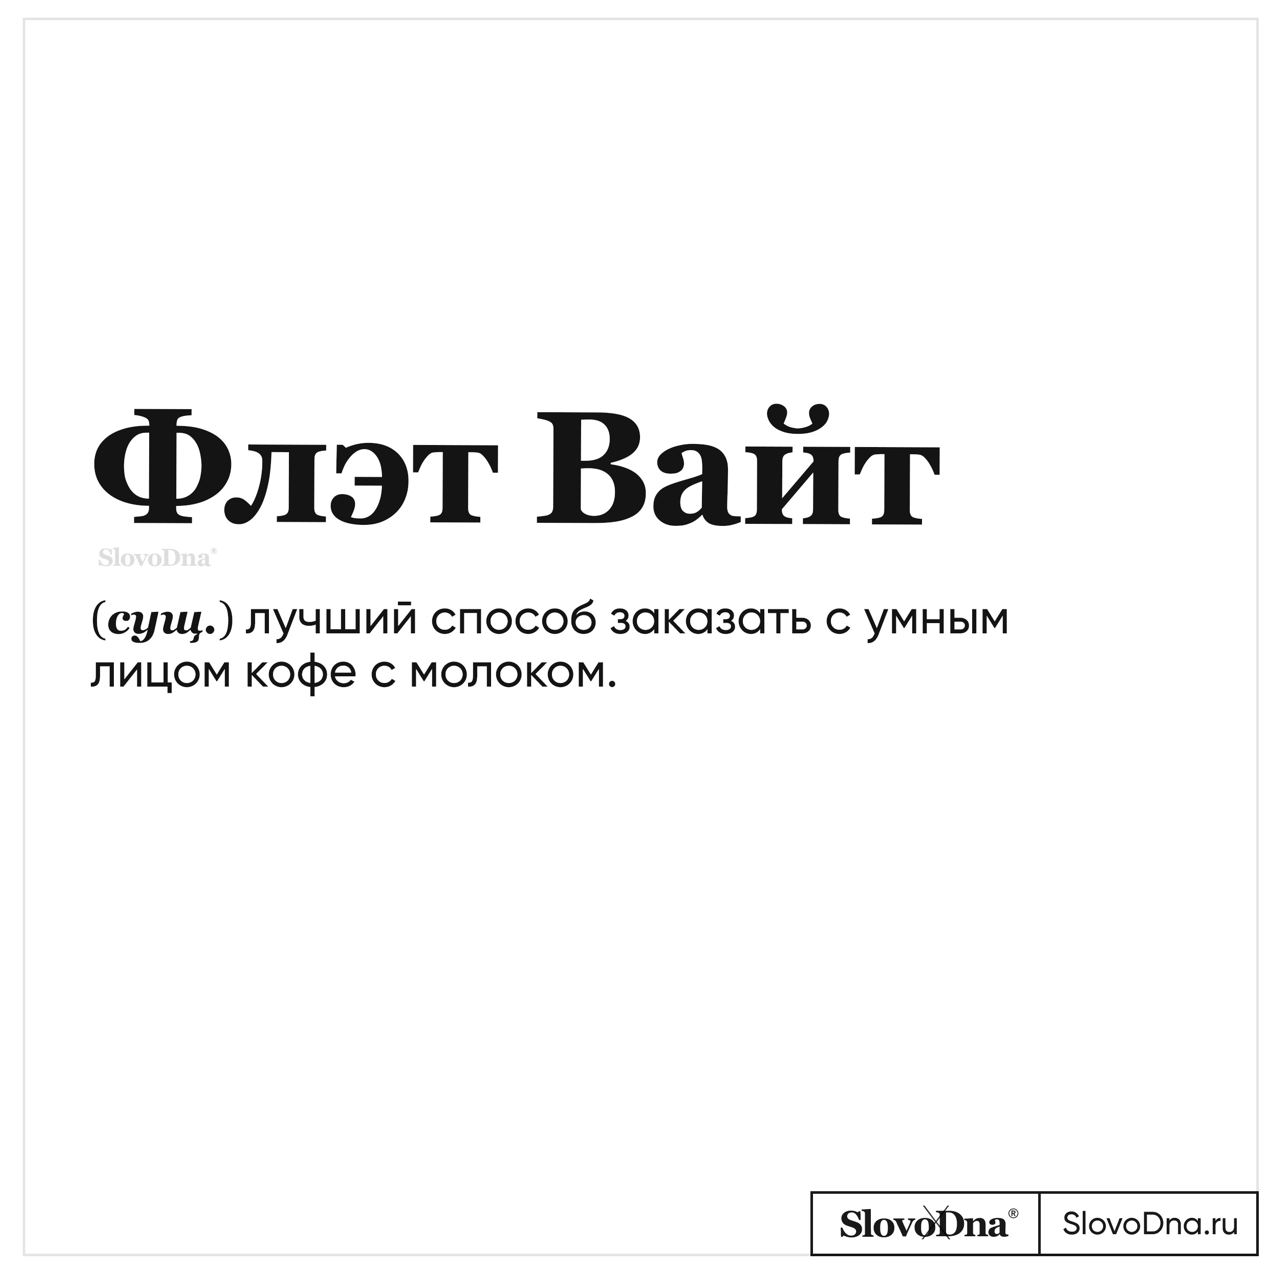 Флэт Вайт
SlovoDna®
(сущ.) лучший способ заказать с умным
лицом кофе с молоком.
SlovoDna® SlovoDna.ru